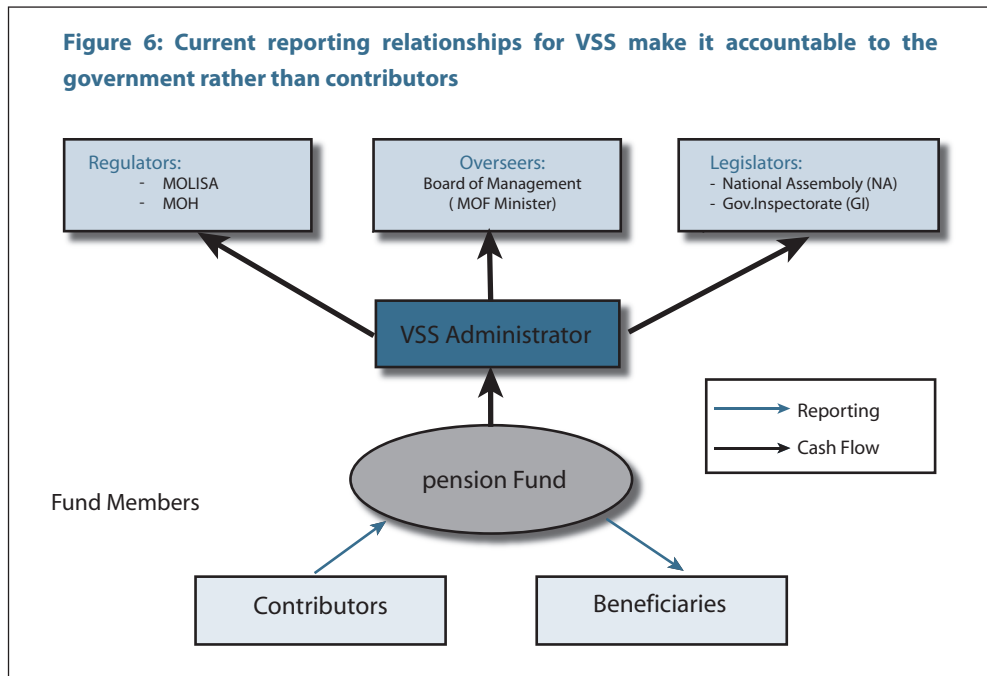 Figure 6: Current reporting relationships for VSS make it accountable to the
government rather than contributors
Regulators:
- MOLISA
- MOH
Overseers:
Board of Management
( MOF Minister)
Legislators:
- National Assemboly (NA)
- Gov.Inspectorate (GI)
VSS Administrator
Reporting
Cash Flow
pension Fund
Fund Members
Contributors
Beneficiaries